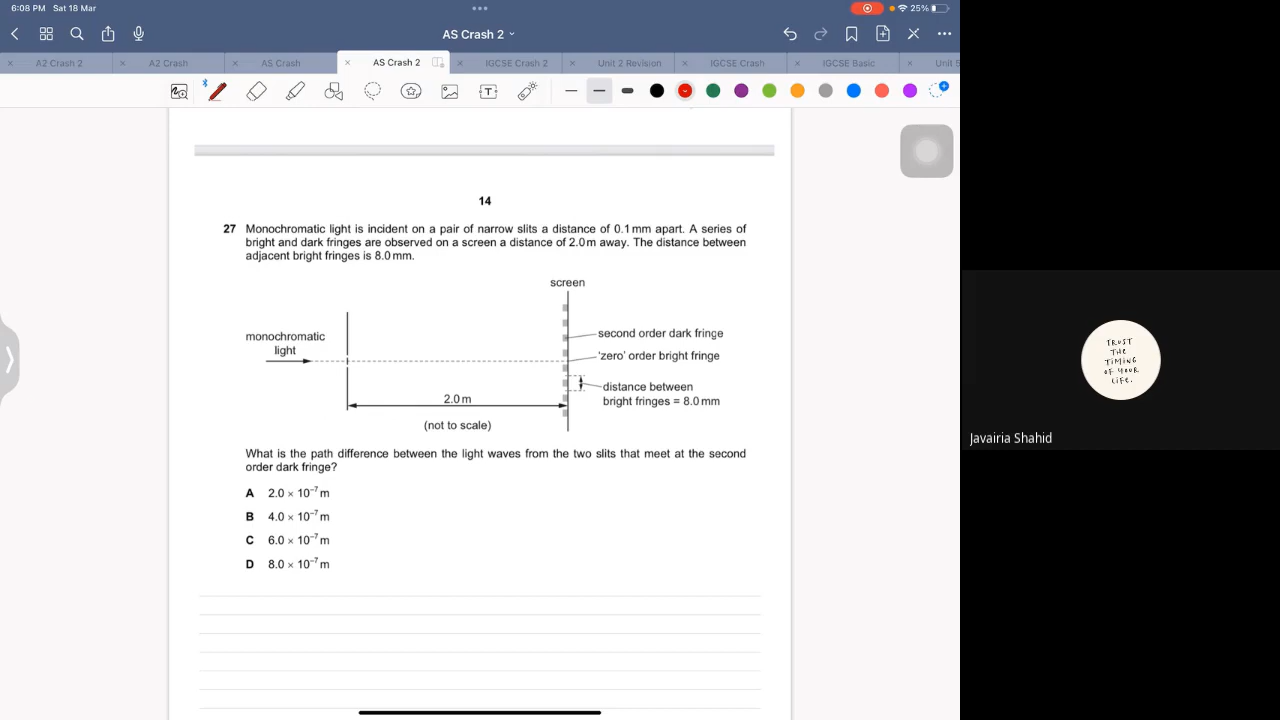 6:08 PM Sat 18 Mar
25%
AS Crash 2
A2 Crash 2
A2 Crash
AS Crash
AS Crash 2
IGCSE Crash 2
Unit 2 Revision
IGCSE Crash
IGCSE Basic
Unit 5
14
27 Monochromatic light is incident on a pair of narrow slits a distance of 0.1 mm apart. A series of
bright and dark fringes are observed on a screen a distance of 2.0 m away. The distance between
adjacent bright fringes is 8.0 mm.
screen
monochromatic
light
second order dark fringe
'zero' order bright fringe
distance between
bright fringes = 8.0 mm
2.0 m
(not to scale)
What is the path difference between the light waves from the two slits that meet at the second
order dark fringe?
A 2.0 × 10⁻⁷ m
B 4.0 × 10⁻⁷ m
C 6.0 × 10⁻⁷ m
D 8.0 × 10⁻⁷ m
TRUST
THE
TIMING
OF YOUR
LIFE.
Javairia Shahid